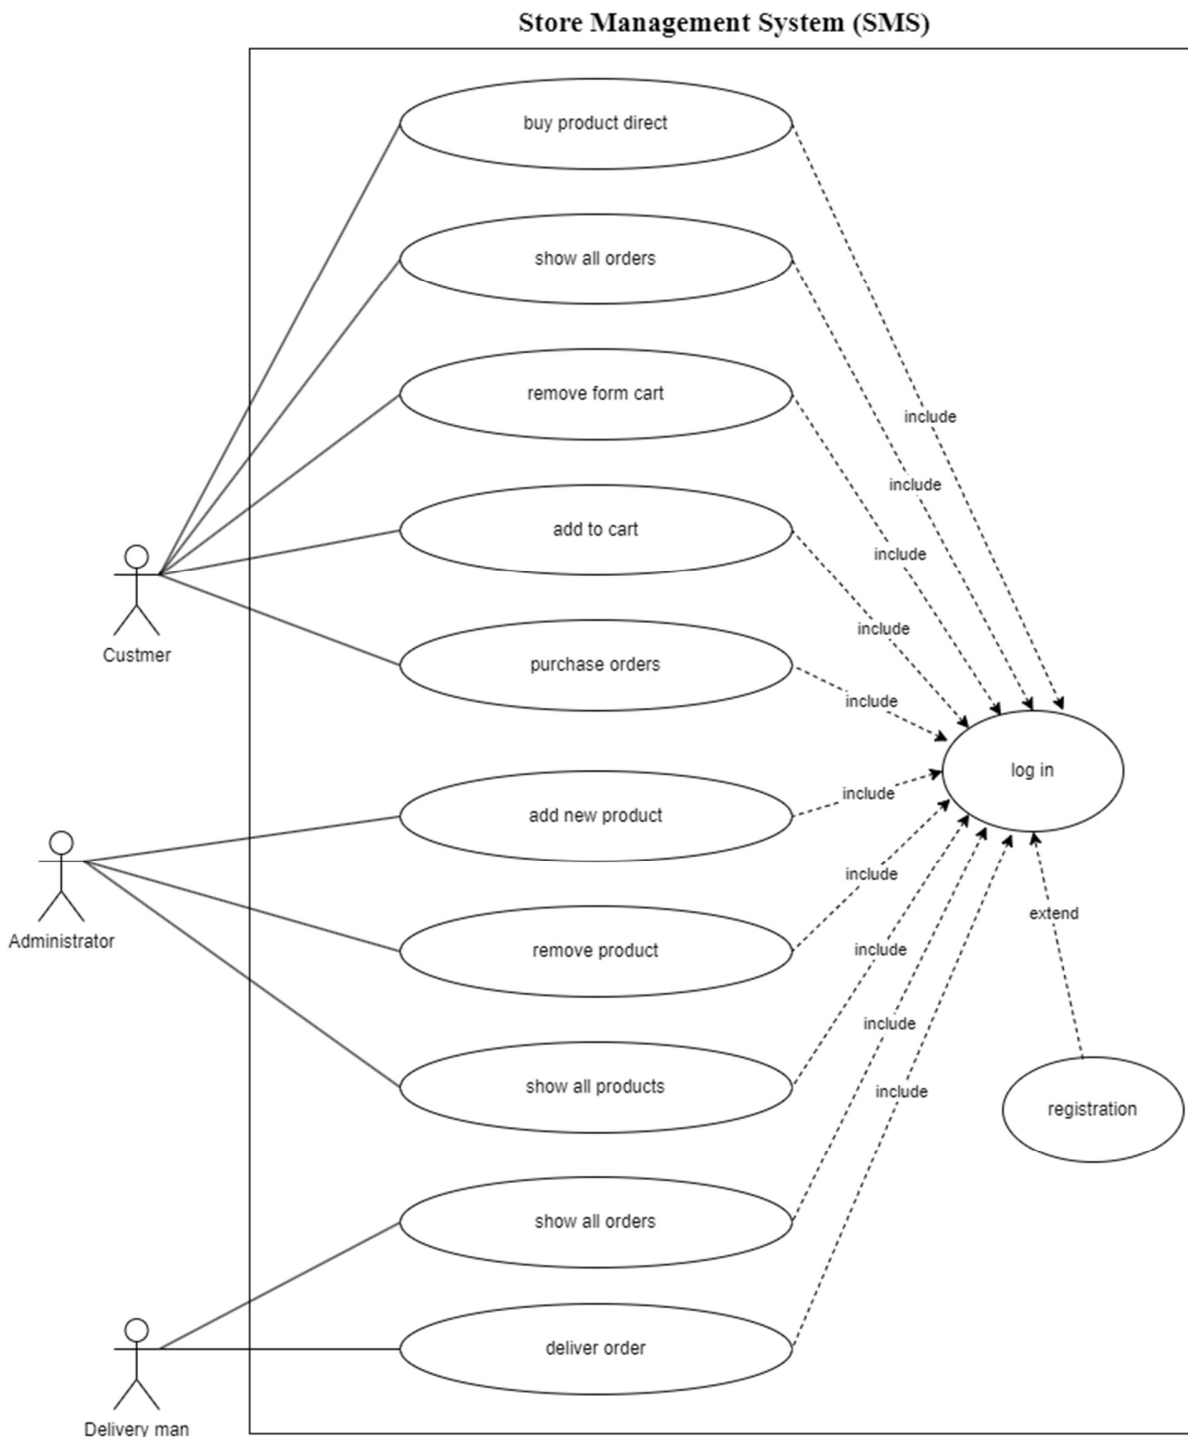 Store Management System (SMS)
buy product direct
show all orders
remove form cart
include
include
add to cart
include
include
Custmer
purchase orders
include
log in
include
add new product
include
Administrator
extend
remove product
include
include
show all products
include
registration
show all orders
deliver order
Delivery man